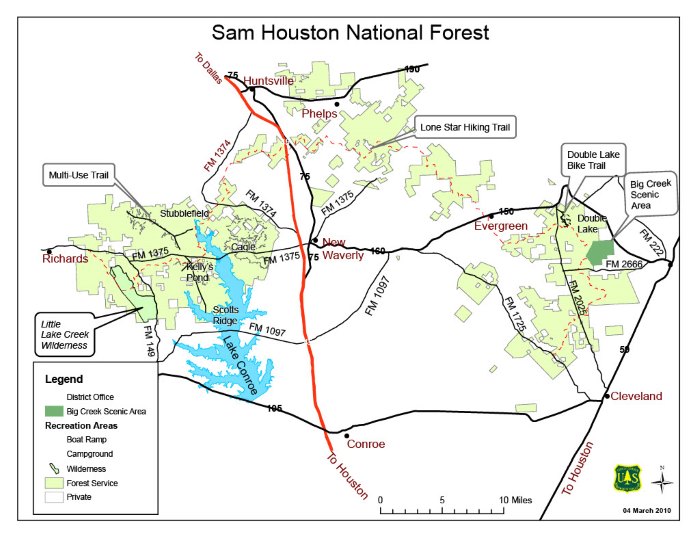 Sam Houston National Forest
To Dallas
75
Huntsville
190
Phelps
Lone Star Hiking Trail
FM 1374
Double Lake
Bike Trail
Multi-Use Trail
75
Big Creek
Scenic
Area
FM 1375
Stubblefield
FM 1374
150
Double
Lake
Evergreen
FM 222
Cagle
New
Waverly
150
Richards
FM 1375
FM 1375
75
FM 2666
Kelly's
Pond
FM 1097
FM 2025
Scotts
Ridge
FM 1725
Little
Lake Creek
Wilderness
FM 149
FM 1097
Lake Conroe
59
Legend
District Office
Big Creek Scenic Area
Recreation Areas
Boat Ramp
Campground
Wilderness
Forest Service
Private
105
Cleveland
Conroe
To Houston
To Houston
0 5 10 Miles
U S
N
04 March 2010